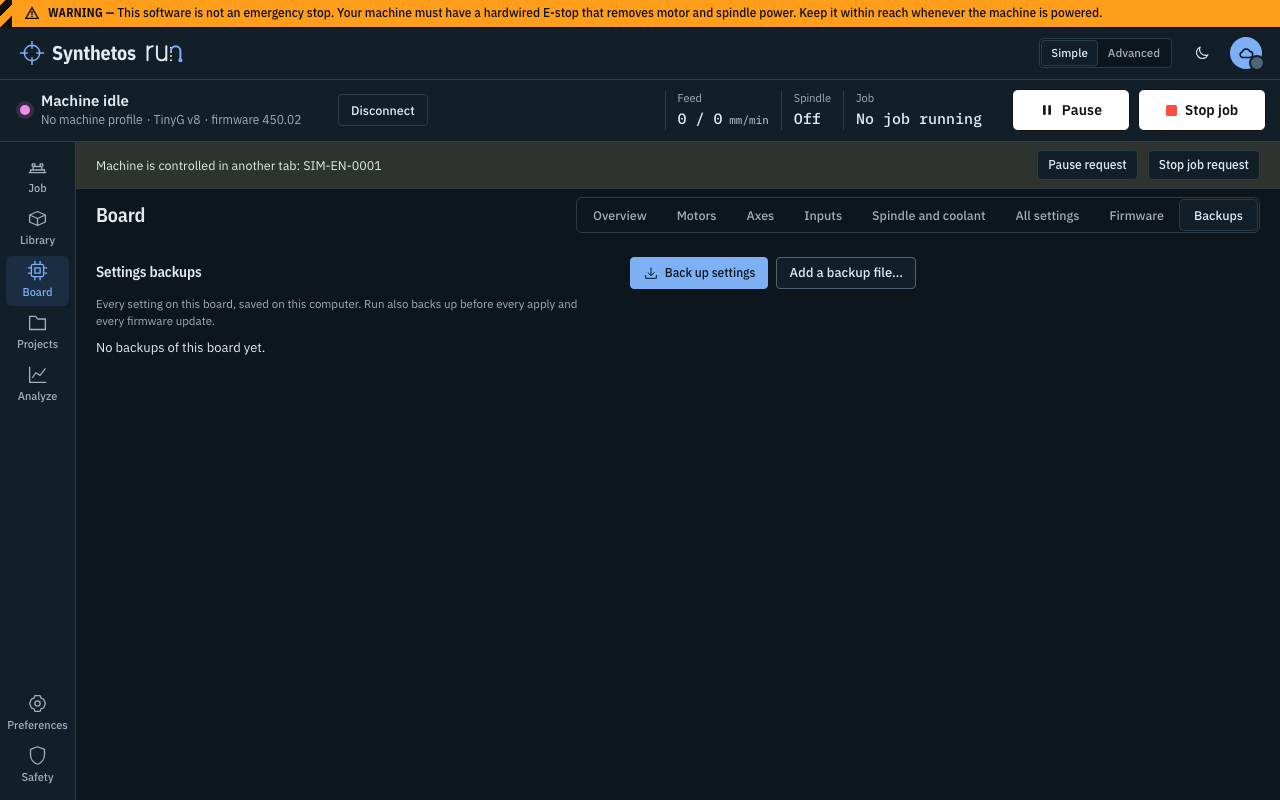 WARNING — This software is not an emergency stop. Your machine must have a hardwired E-stop that removes motor and spindle power. Keep it within reach whenever the machine is powered.
Synthetos run
Simple
Advanced
Machine idle
No machine profile · TinyG v8 · firmware 450.02
Disconnect
Feed
0 / 0 mm/min
Spindle
Off
Job
No job running
Pause
Stop job
Machine is controlled in another tab: SIM-EN-0001
Pause request
Stop job request
Job
Library
Board
Projects
Analyze
Preferences
Safety
Board
Overview
Motors
Axes
Inputs
Spindle and coolant
All settings
Firmware
Backups
Settings backups
Back up settings
Add a backup file...
Every setting on this board, saved on this computer. Run also backs up before every apply and
every firmware update.
No backups of this board yet.